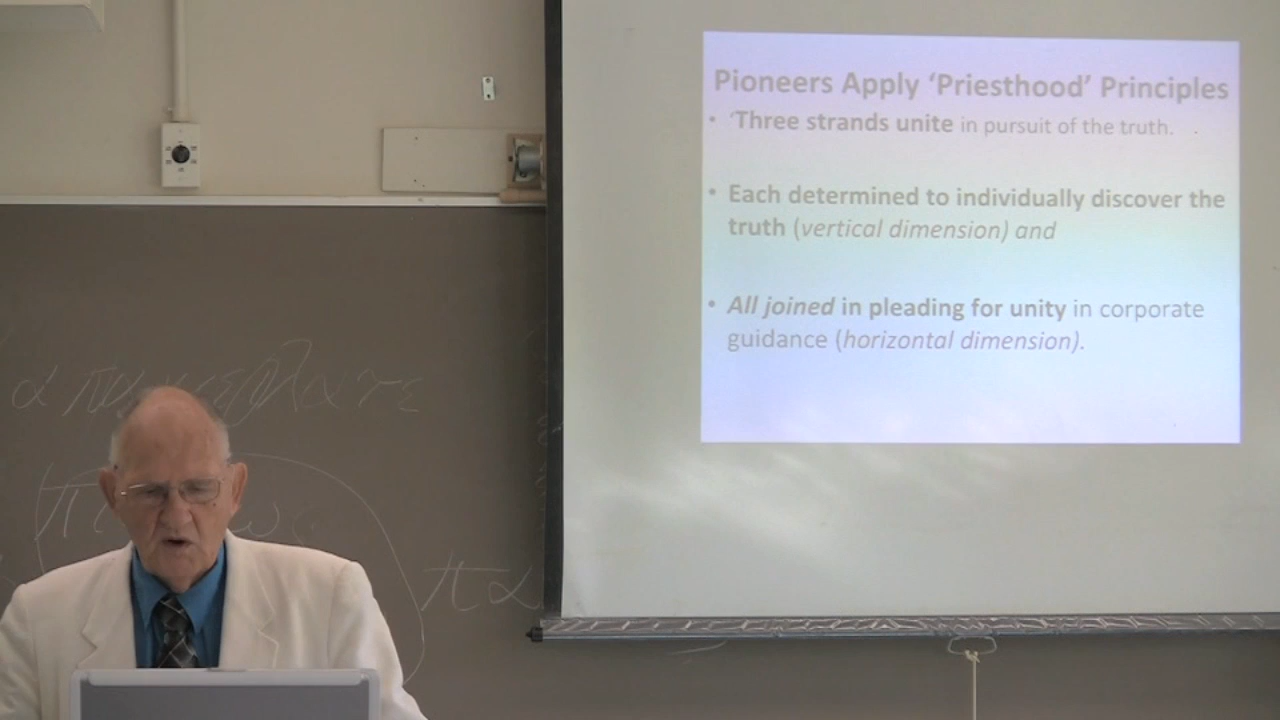 Pioneers Apply ‘Priesthood’ Principles
• ‘Three strands unite in pursuit of the truth.
• Each determined to individually discover the
truth (vertical dimension) and
• All joined in pleading for unity in corporate
guidance (horizontal dimension).